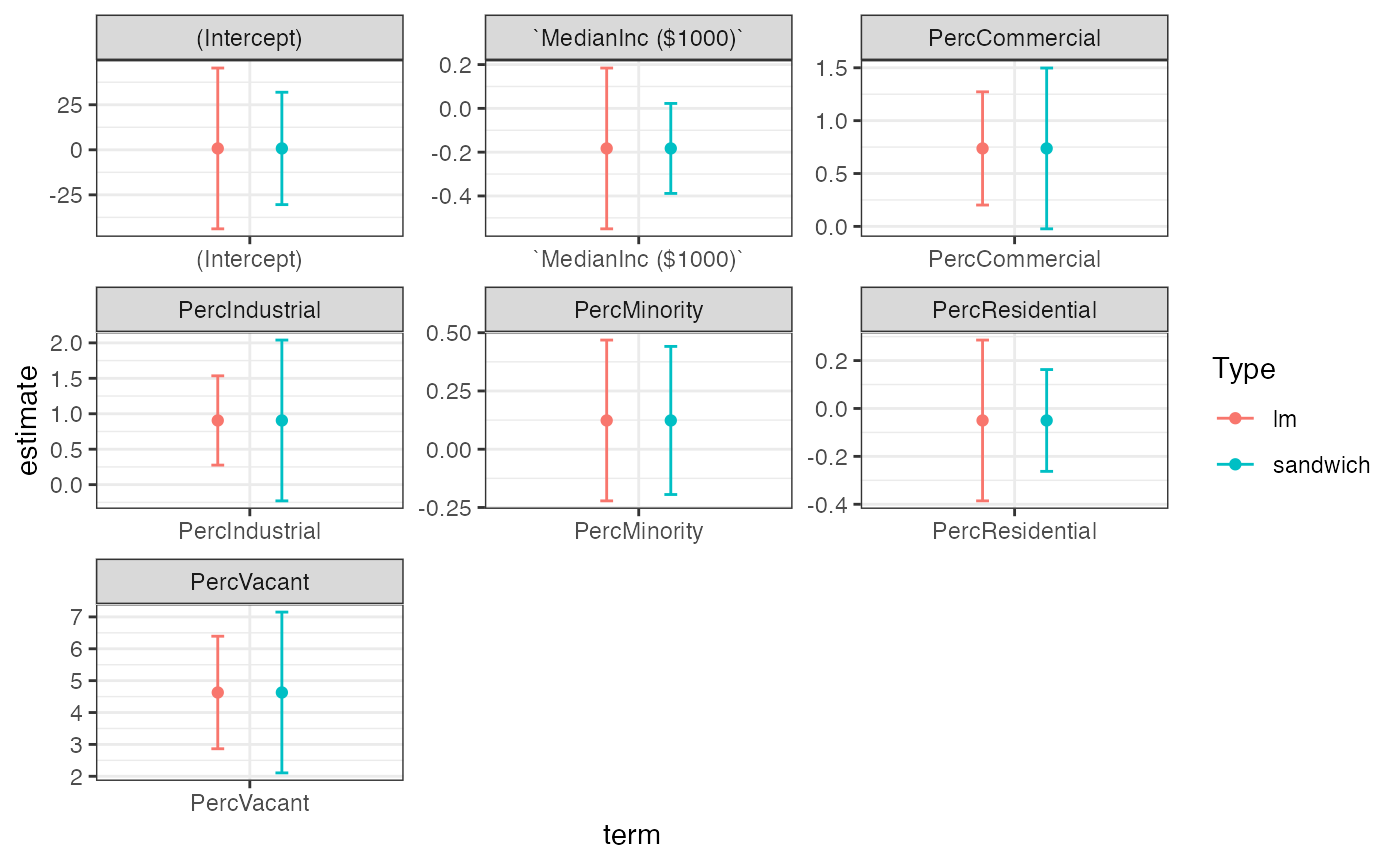 (Intercept)
`MedianInc ($1000)`
PercCommercial
25
0
-25
0.2
0.0
-0.2
-0.4
1.5
1.0
0.5
0.0
(Intercept)
`MedianInc ($1000)`
PercCommercial
PercIndustrial
PercMinority
PercResidential
2.0
1.5
1.0
0.5
0.0
0.50
0.25
0.00
-0.25
0.2
0.0
-0.2
-0.4
PercIndustrial
PercMinority
PercResidential
PercVacant
7
6
5
4
3
2
PercVacant
estimate
term
Type
lm
sandwich